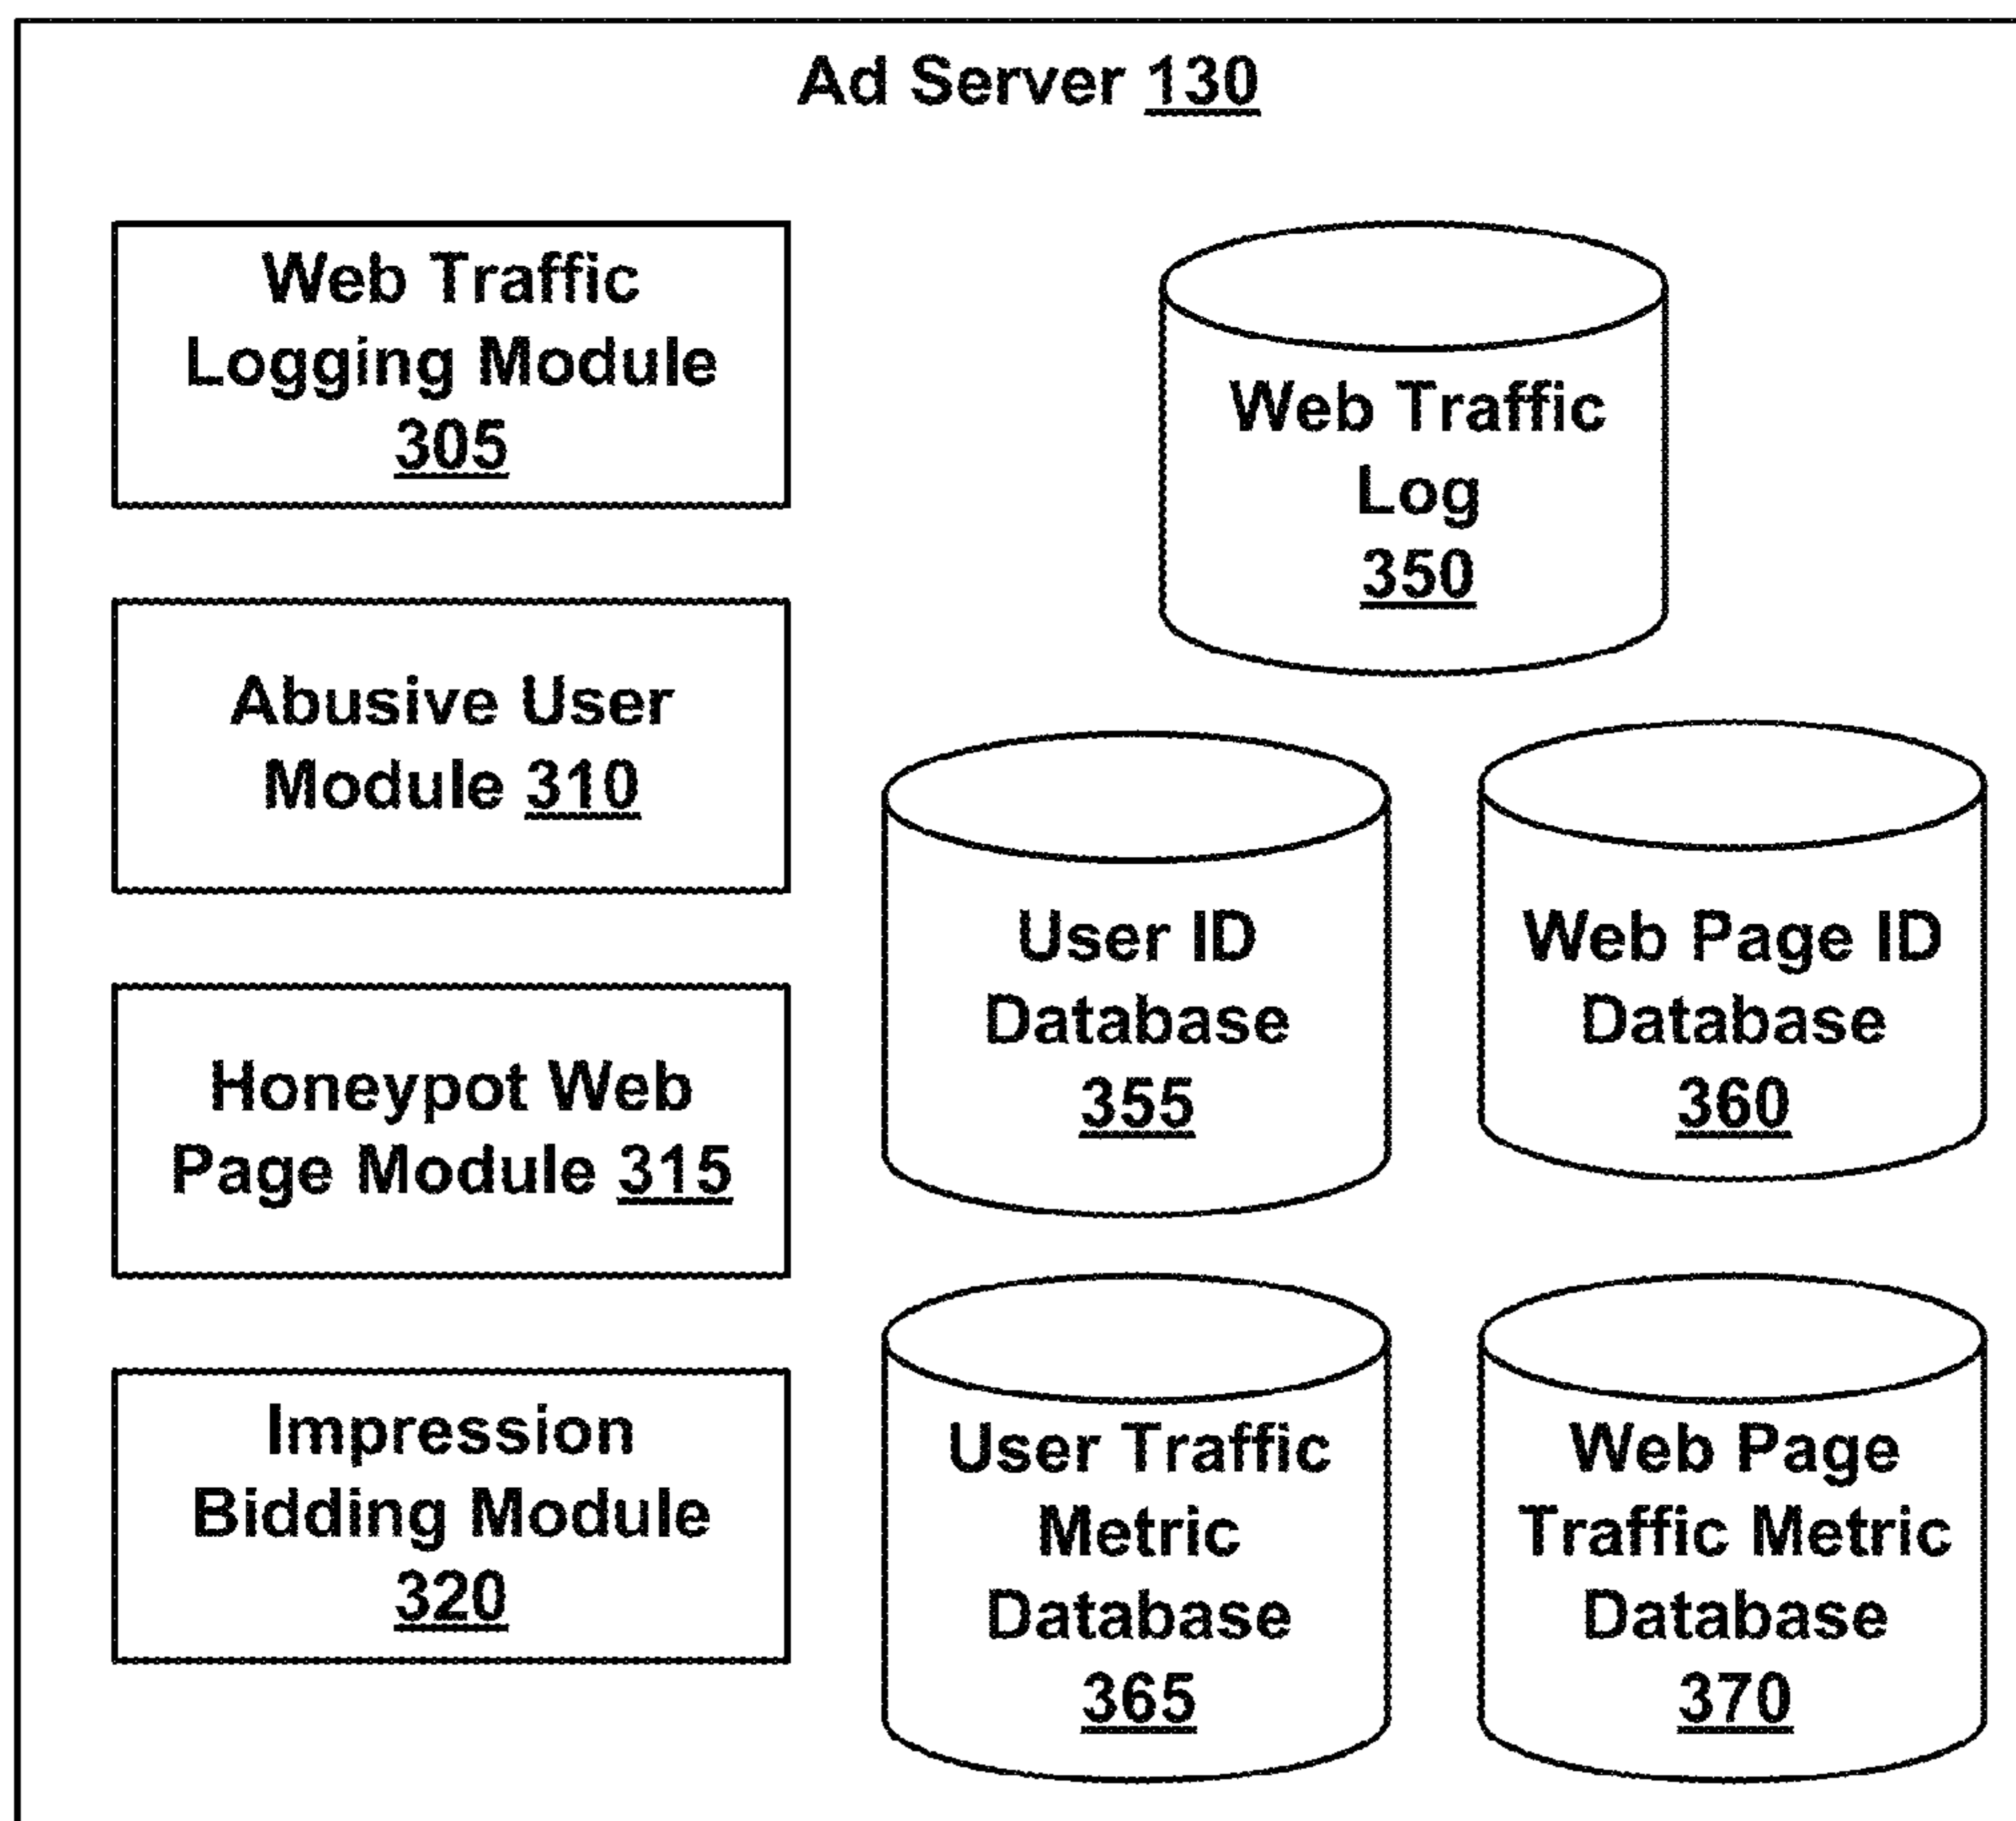 Ad Server 130
Web Traffic
Logging Module
305
Abusive User
Module 310
Honeypot Web
Page Module 315
Impression
Bidding Module
320
Web Traffic
Log
350
User ID
Database
355
Web Page ID
Database
360
User Traffic
Metric
Database
365
Web Page
Traffic Metric
Database
370